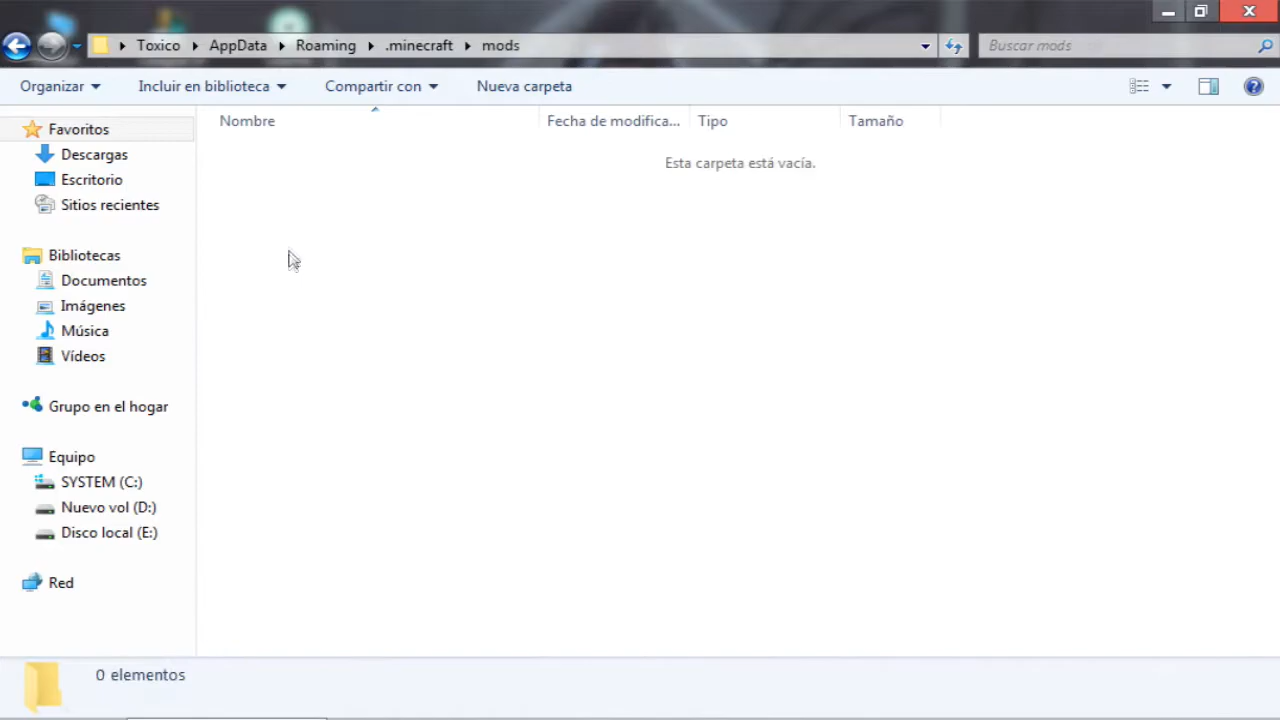 Toxico AppData Roaming .minecraft mods
Buscar mods
Organizar Incluir en biblioteca Compartir con Nueva carpeta
Nombre Fecha de modifica... Tipo Tamaño
Esta carpeta está vacía.
Favoritos
Descargas
Escritorio
Sitios recientes
Bibliotecas
Documentos
Imágenes
Música
Vídeos
Grupo en el hogar
Equipo
SYSTEM (C:)
Nuevo vol (D:)
Disco local (E:)
Red
0 elementos